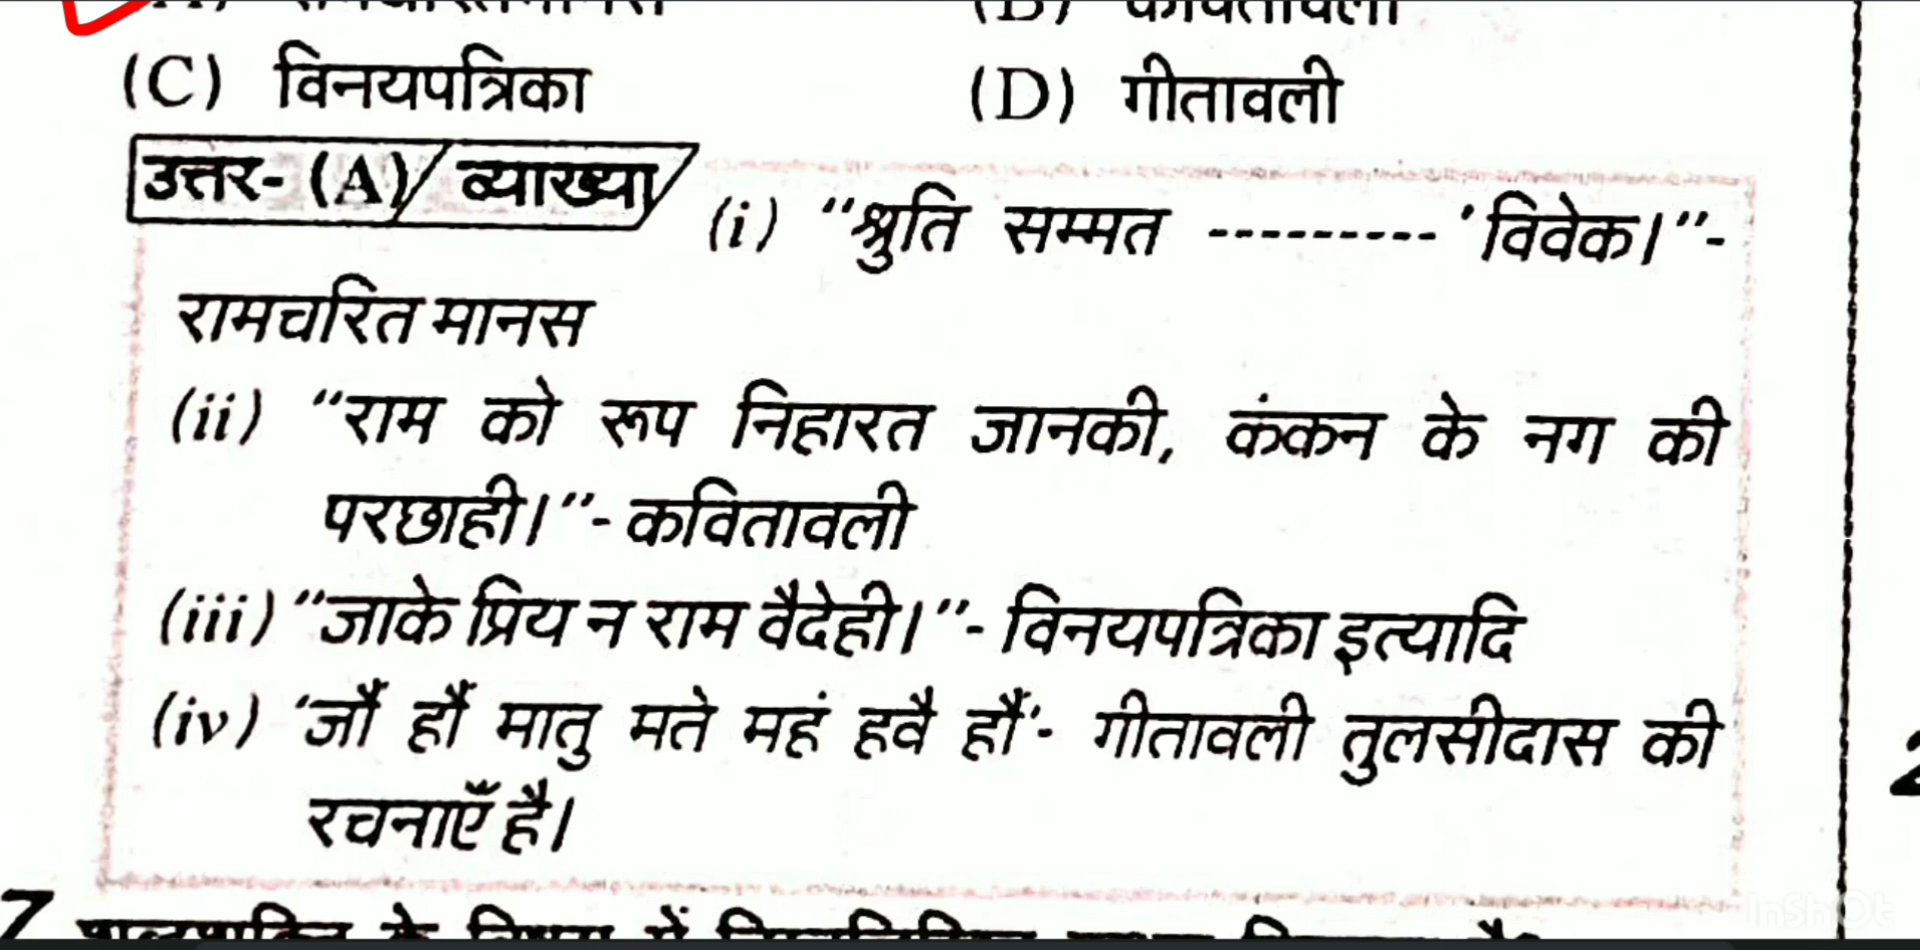 (C) विनयपत्रिका (D) गीतावली
उत्तर- (A) व्याख्या (i) “श्रुति सम्मत --------- ' विवेक।”-
रामचरित मानस
(ii) “राम को रूप निहारत जानकी, कंकन के नग की
परछाही।”- कवितावली
(iii) “जाके प्रिय न राम वैदेही।”- विनयपत्रिका इत्यादि
(iv) ‘जौं हौं मातु मते महं हवै हौं’- गीतावली तुलसीदास की
रचनाएँ है।
InShOt